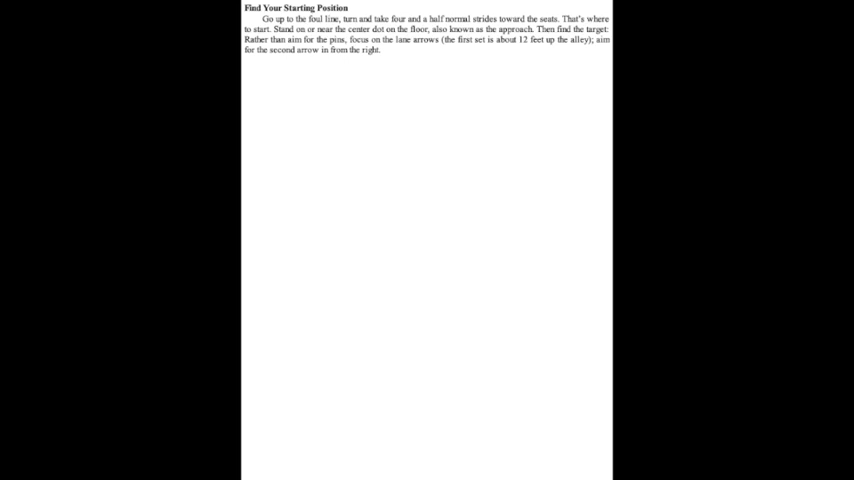 Find Your Starting Position
Go up to the foul line, turn and take four and a half normal strides toward the seats. That's where
to start. Stand on or near the center dot on the floor, also known as the approach. Then find the target:
Rather than aim for the pins, focus on the lane arrows (the first set is about 12 feet up the alley); aim
for the second arrow in from the right.